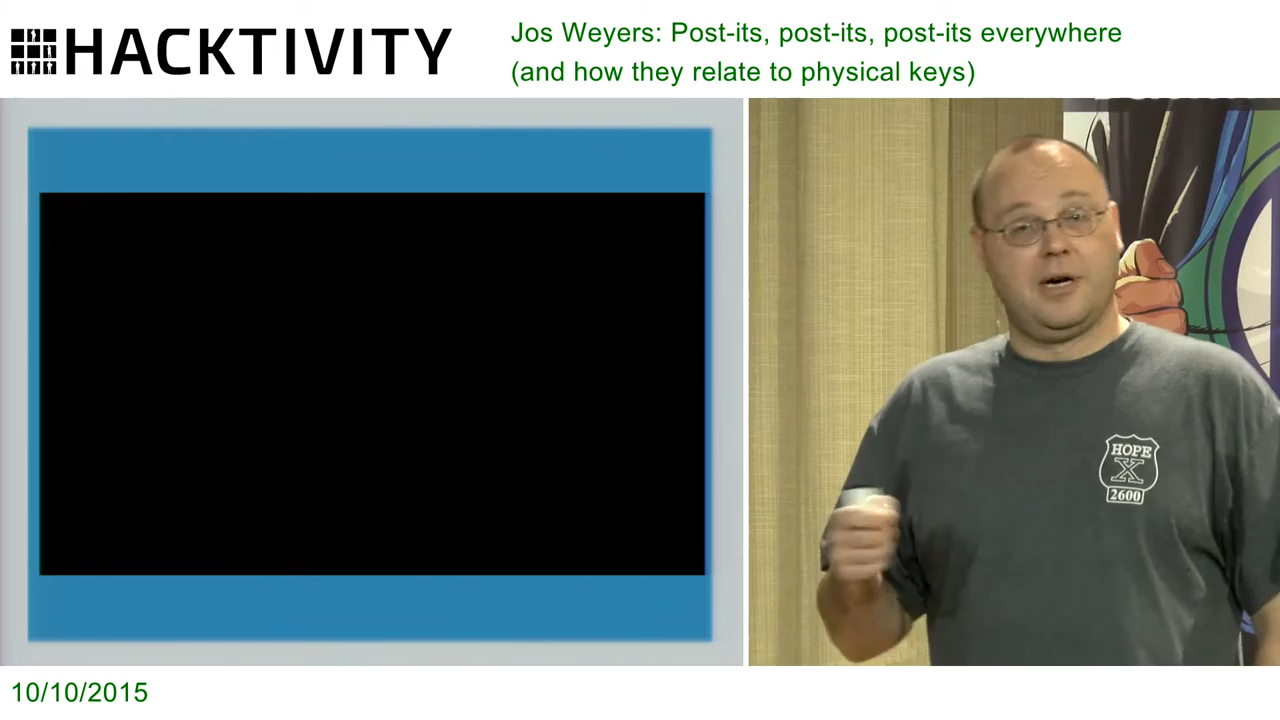 HACKTIVITY
Jos Weyers: Post-its, post-its, post-its everywhere
(and how they relate to physical keys)
HOPE
X
2600
10/10/2015